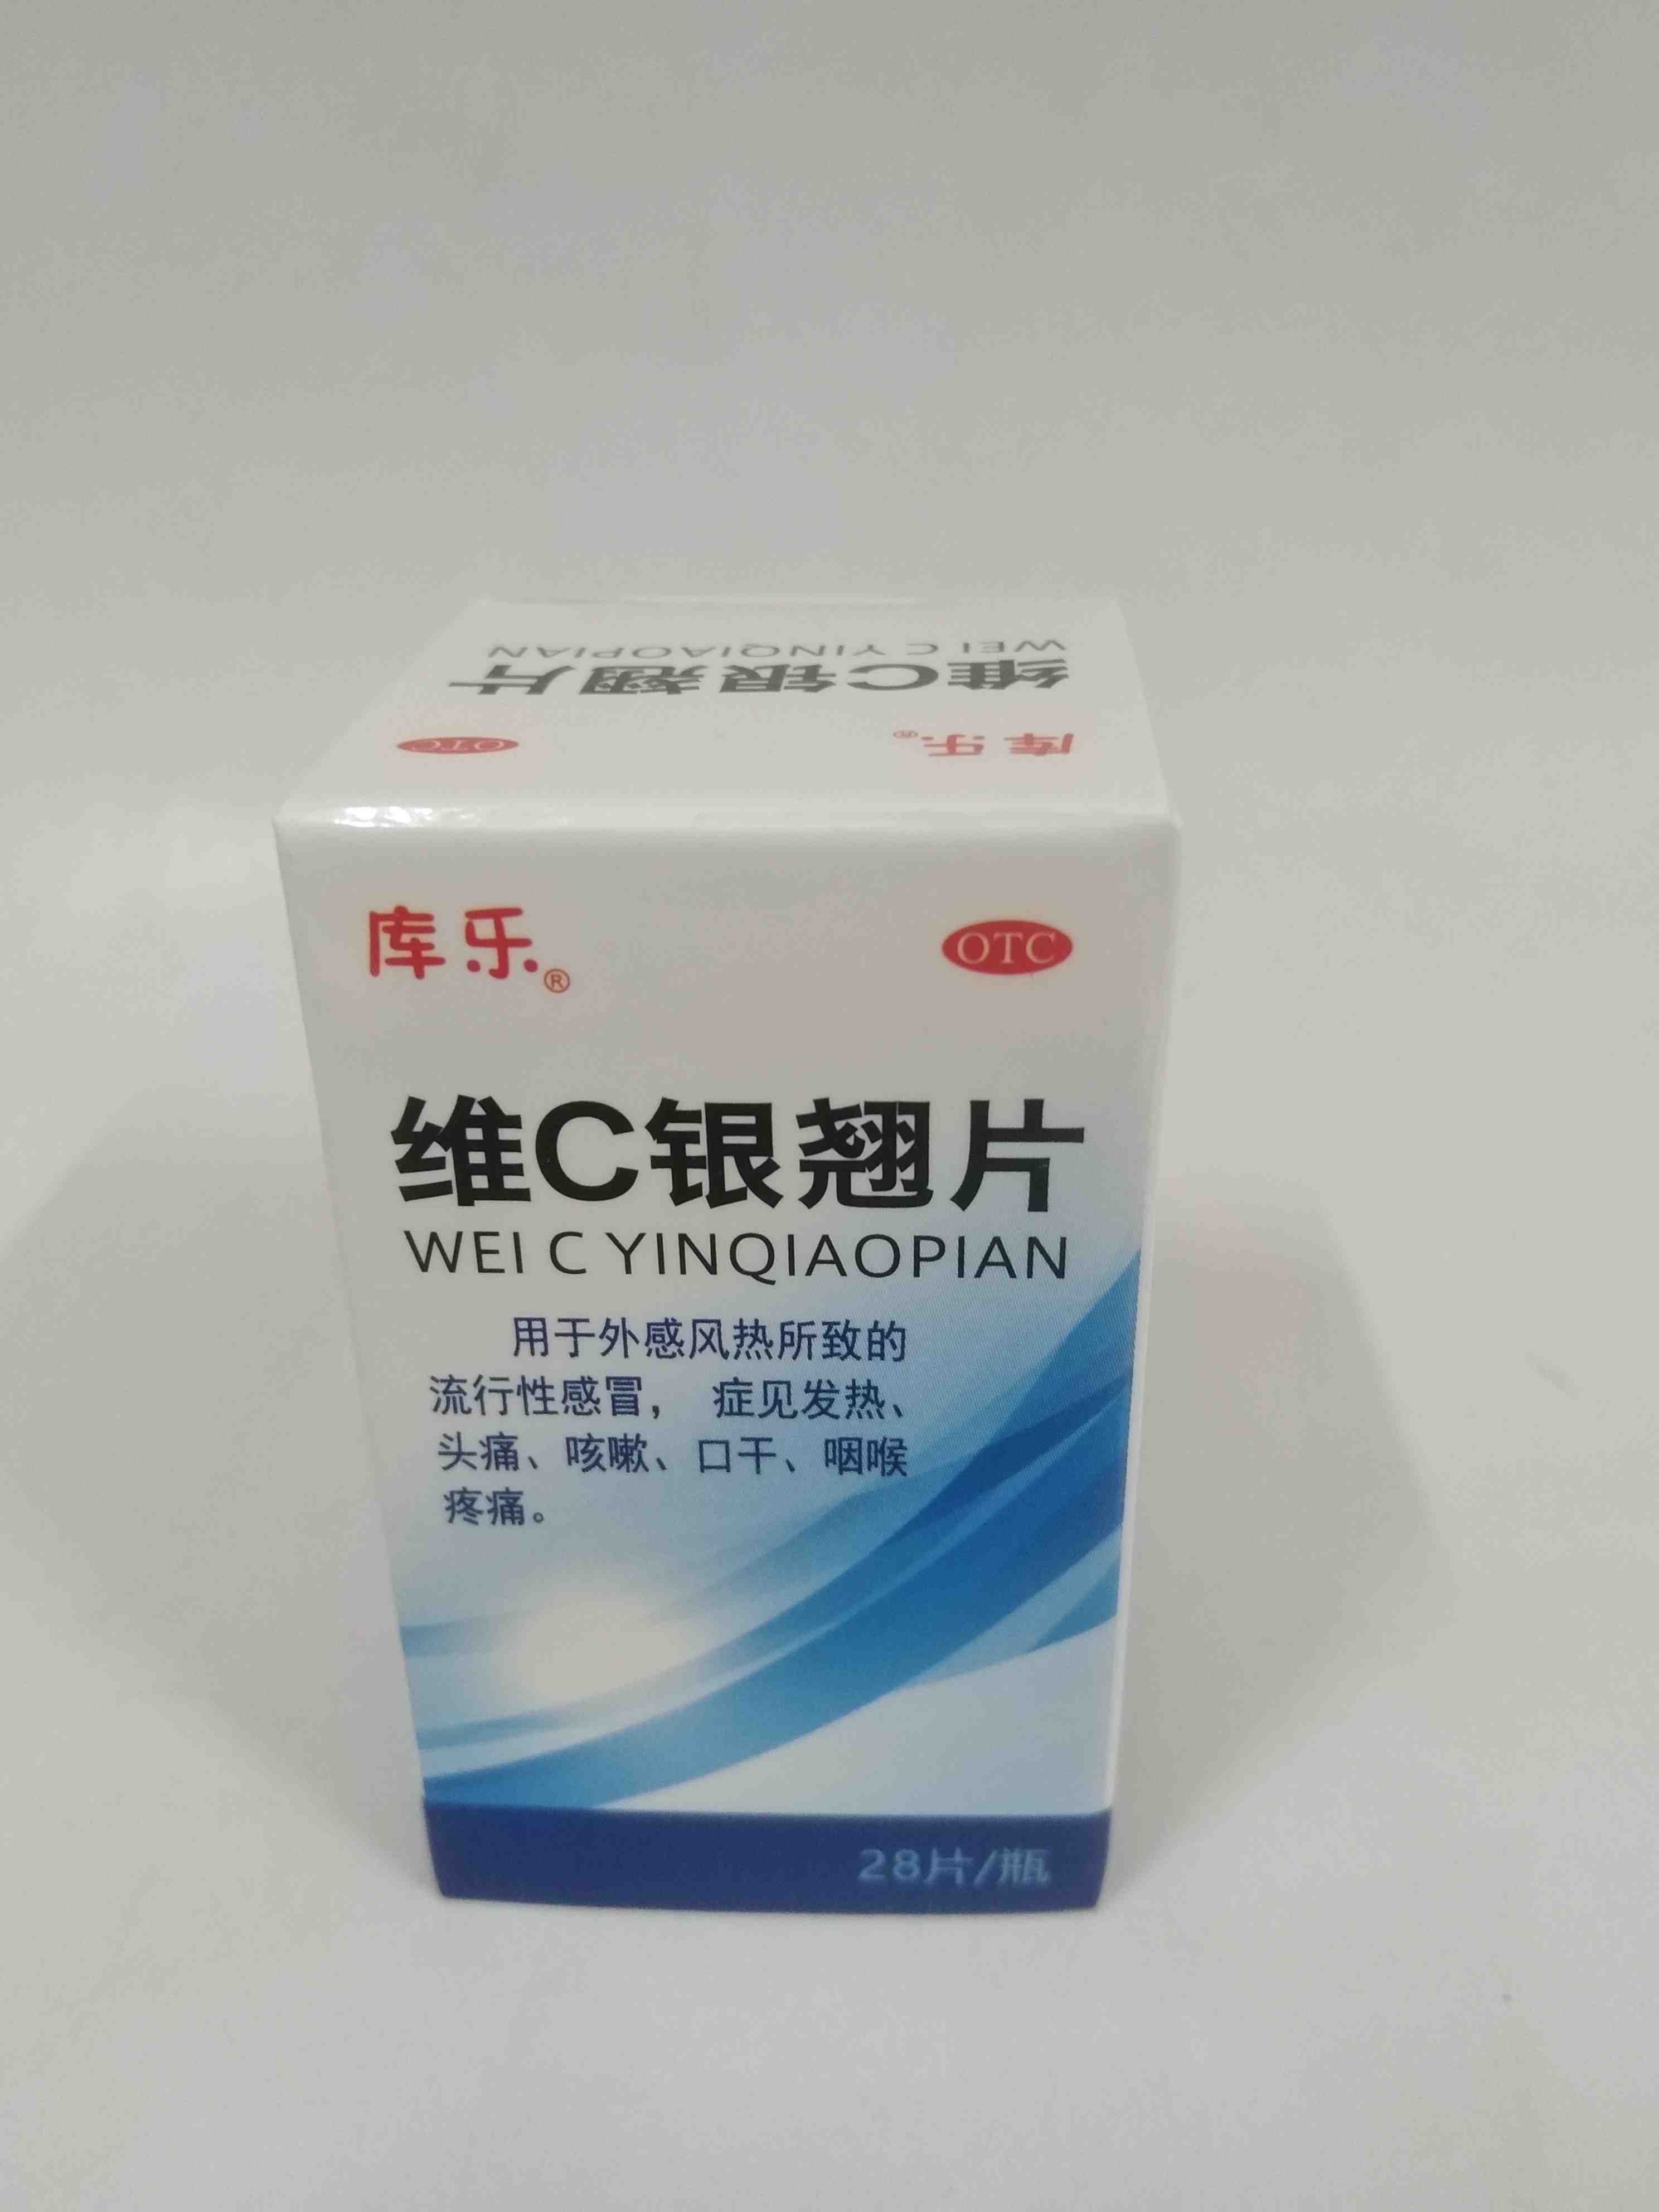 WEI C YINQIAOPIAN
维C银翘片
库乐®
OTC
库乐®
OTC
维C银翘片
WEI C YINQIAOPIAN
用于外感风热所致的
流行性感冒， 症见发热、
头痛、咳嗽、口干、咽喉
疼痛。
28片/瓶